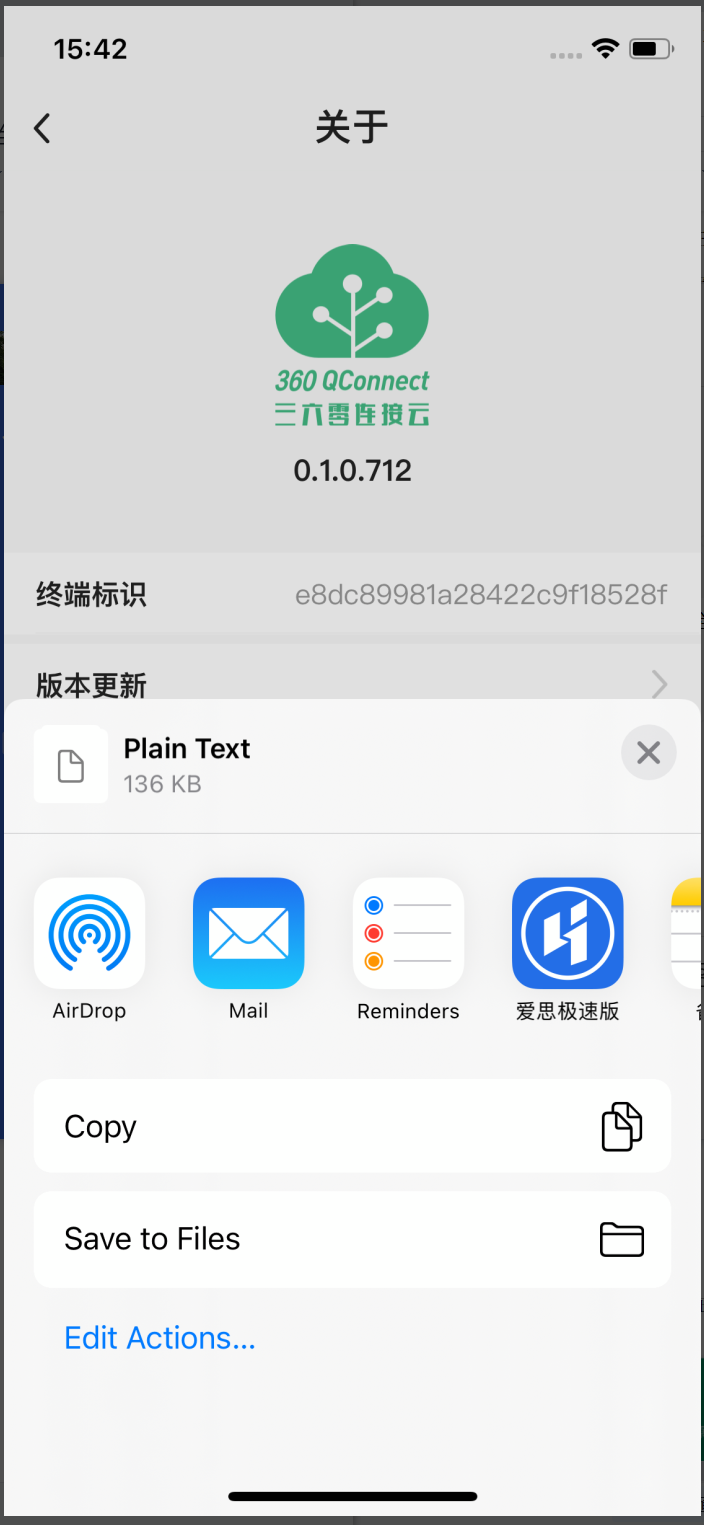 15:42
关于
360 QConnect
三六零连接云
0.1.0.712
终端标识
e8dc89981a28422c9f18528f
版本更新
Plain Text
136 KB
AirDrop
Mail
Reminders
爱思极速版
Copy
Save to Files
Edit Actions...